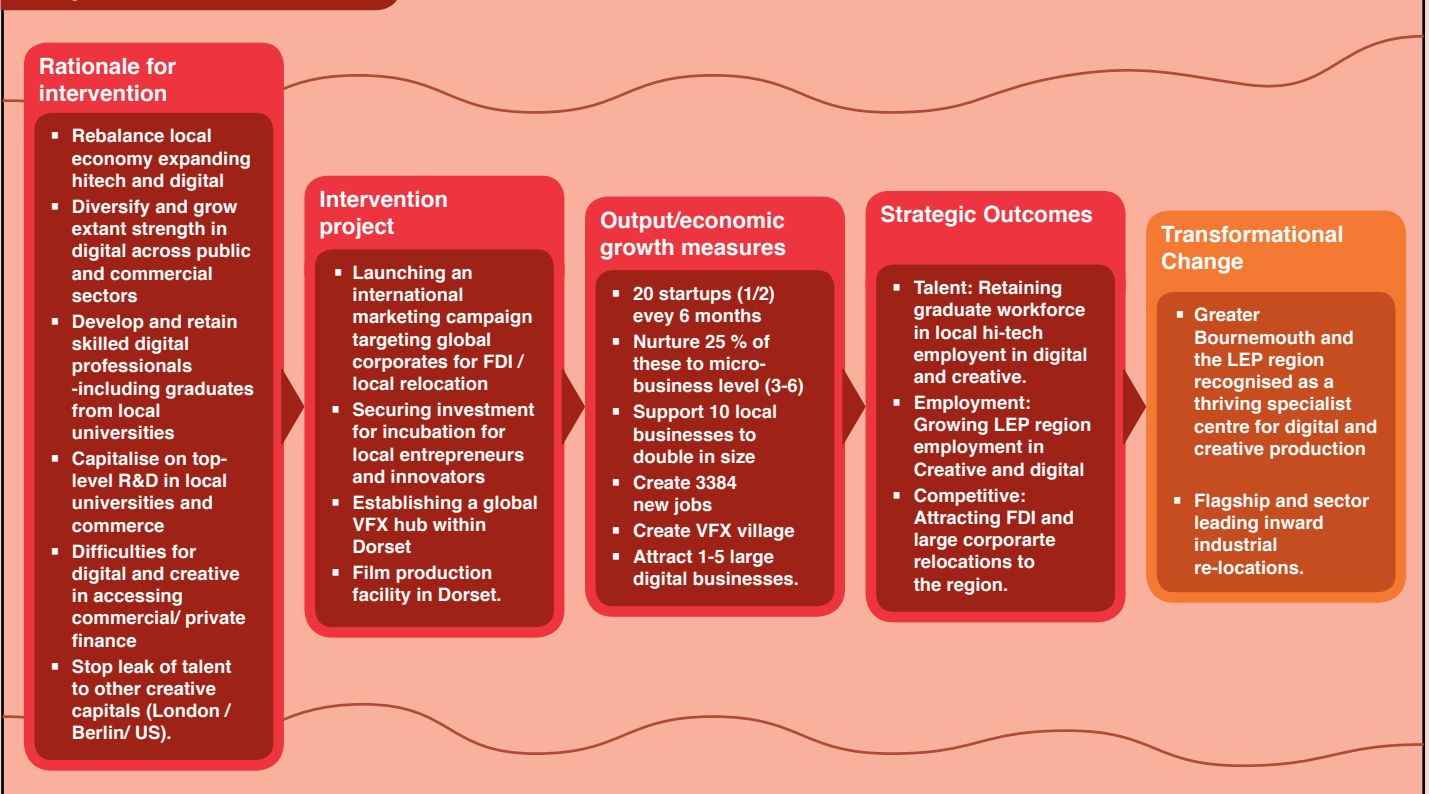 Rationale for
intervention
▪ Rebalance local
economy expanding
hitech and digital
▪ Diversify and grow
extant strength in
digital across public
and commercial
sectors
▪ Develop and retain
skilled digital
professionals
-including graduates
from local
universities
▪ Capitalise on top-
level R&D in local
universities and
commerce
▪ Difficulties for
digital and creative
in accessing
commercial/ private
finance
▪ Stop leak of talent
to other creative
capitals (London /
Berlin/ US).
Intervention
project
▪ Launching an
international
marketing campaign
targeting global
corporates for FDI /
local relocation
▪ Securing investment
for incubation for
local entrepreneurs
and innovators
▪ Establishing a global
VFX hub within
Dorset
▪ Film production
facility in Dorset.
Output/economic
growth measures
▪ 20 startups (1/2)
evey 6 months
▪ Nurture 25 % of
these to micro-
business level (3-6)
▪ Support 10 local
businesses to
double in size
▪ Create 3384
new jobs
▪ Create VFX village
▪ Attract 1-5 large
digital businesses.
Strategic Outcomes
▪ Talent: Retaining
graduate workforce
in local hi-tech
employent in digital
and creative.
▪ Employment:
Growing LEP region
employment in
Creative and digital
▪ Competitive:
Attracting FDI and
large corporarte
relocations to
the region.
Transformational
Change
▪ Greater
Bournemouth and
the LEP region
recognised as a
thriving specialist
centre for digital and
creative production
▪ Flagship and sector
leading inward
industrial
re-locations.